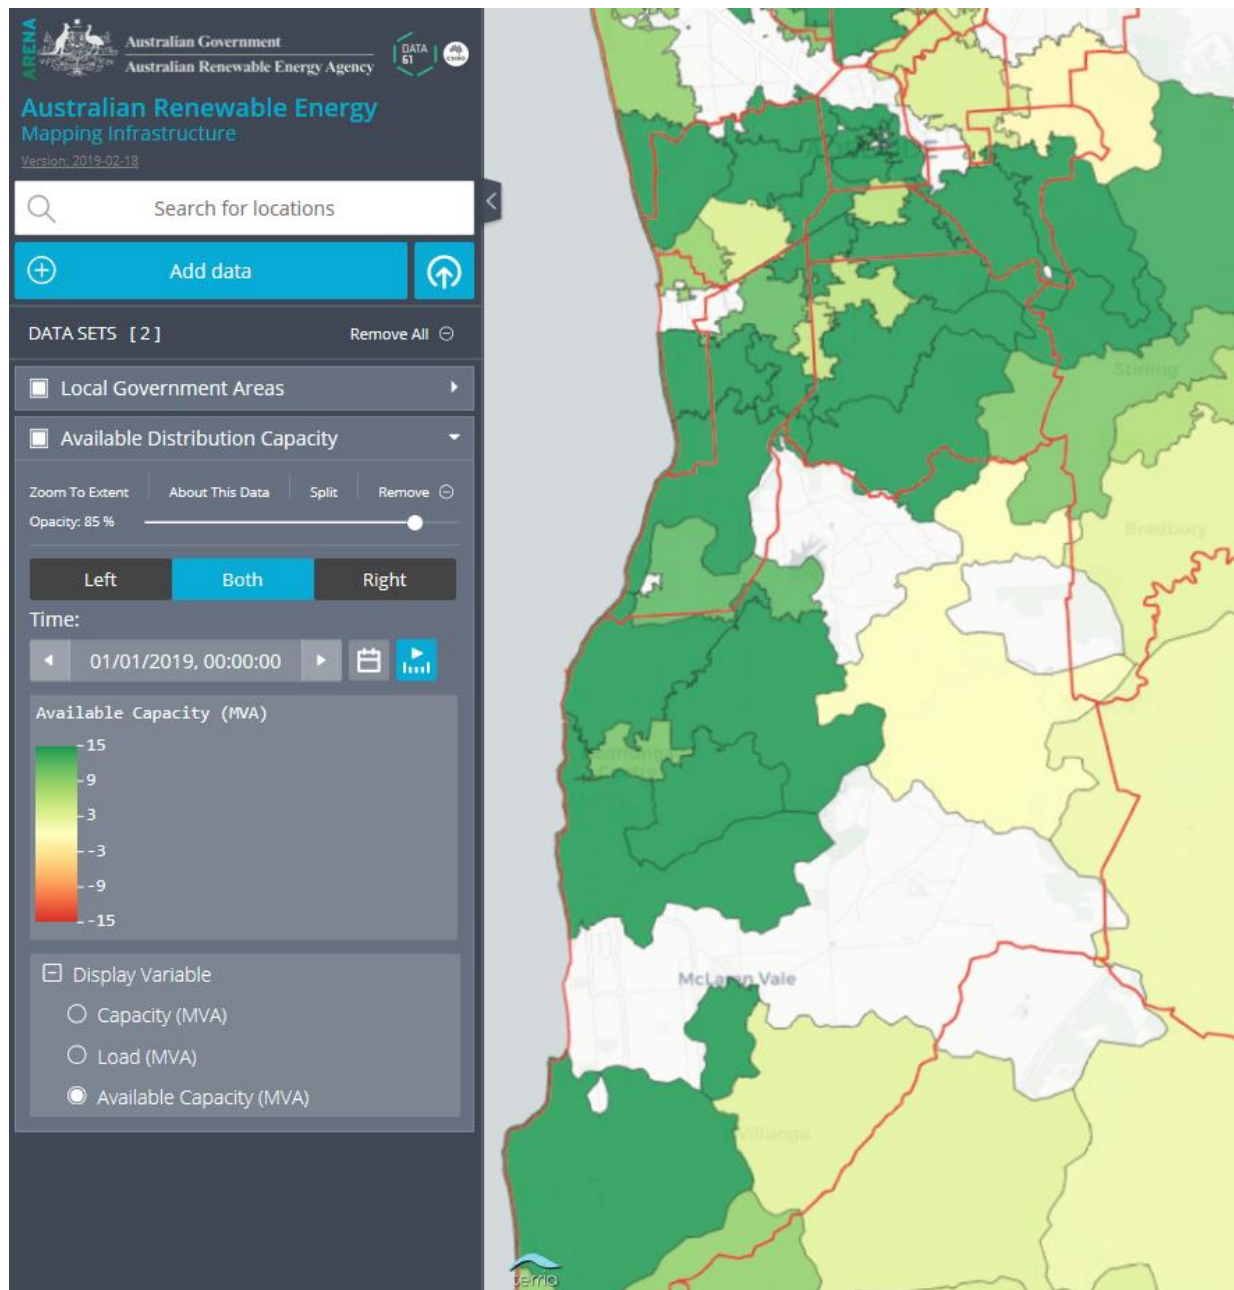 ARENA
Australian Government
Australian Renewable Energy Agency
DATA
61
CSIRO
Australian Renewable Energy
Mapping Infrastructure
Version: 2019-02-18
Search for locations
Add data
DATA SETS [ 2 ]
Remove All
Local Government Areas
Available Distribution Capacity
Zoom To Extent
About This Data
Split
Remove
Opacity: 85 %
Left
Both
Right
Time:
01/01/2019, 00:00:00
Available Capacity (MVA)
15
9
3
-3
-9
-15
Display Variable
Capacity (MVA)
Load (MVA)
Available Capacity (MVA)
Stirling
Bradbury
McLaren Vale
Willunga
terria